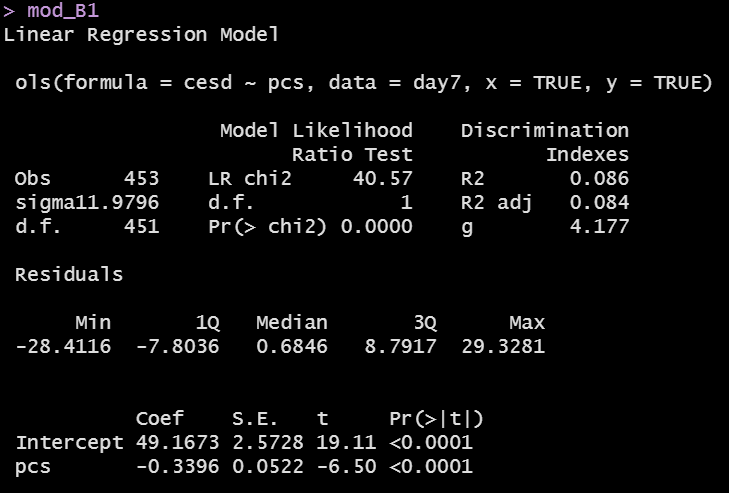 > mod_B1
Linear Regression Model

 ols(formula = cesd ~ pcs, data = day7, x = TRUE, y = TRUE)

                  Model Likelihood    Discrimination
                        Ratio Test           Indexes
 Obs      453    LR chi2     40.57    R2       0.086
 sigma11.9796    d.f.            1    R2 adj   0.084
 d.f.     451    Pr(> chi2) 0.0000    g        4.177

 Residuals

      Min       1Q   Median       3Q      Max
 -28.4116  -7.8036   0.6846   8.7917  29.3281


           Coef    S.E.   t     Pr(>|t|)
 Intercept 49.1673 2.5728 19.11 <0.0001
 pcs       -0.3396 0.0522 -6.50 <0.0001